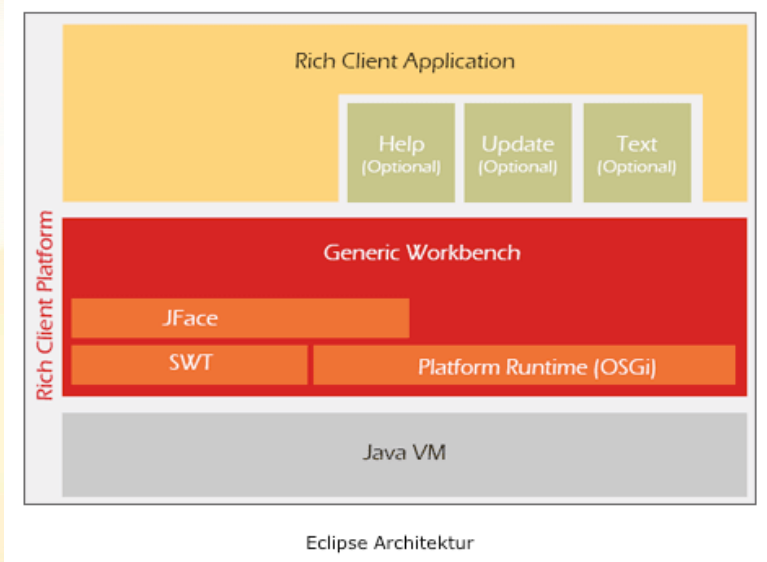 Rich Client Application
Help
(Optional)
Update
(Optional)
Text
(Optional)
Rich Client Platform
Generic Workbench
JFace
SWT
Platform Runtime (OSGi)
Java VM
Eclipse Architektur